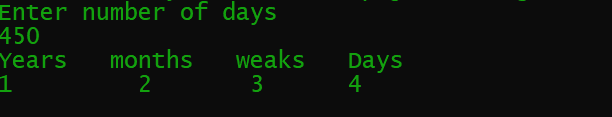 Enter number of days
450
Years months weaks Days
1 2 3 4